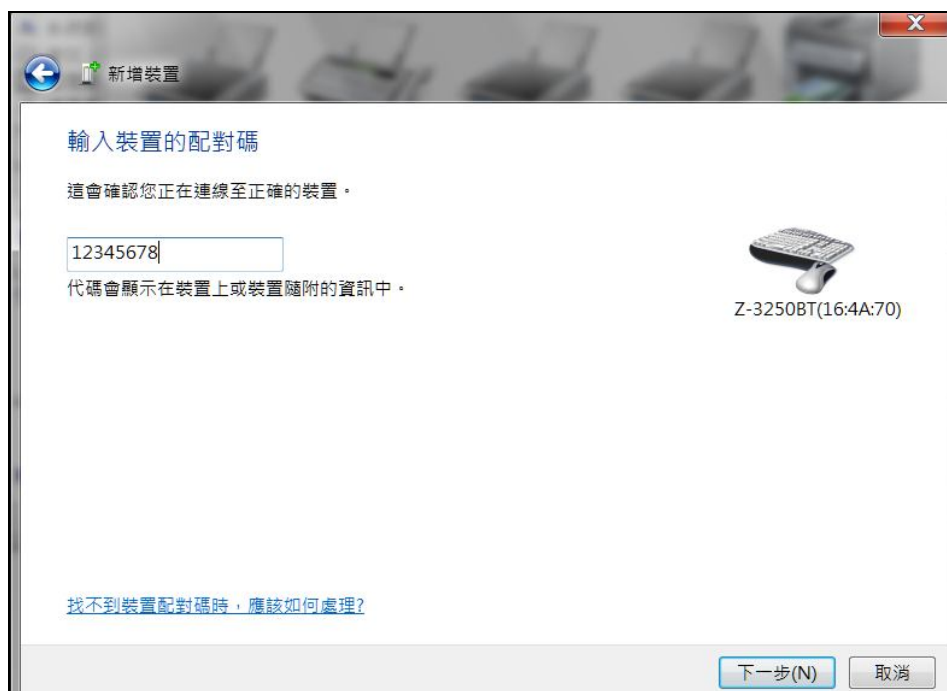 新增裝置
輸入裝置的配對碼
這會確認您正在連線至正確的裝置。
12345678
代碼會顯示在裝置上或裝置隨附的資訊中。
Z-3250BT(16:4A:70)
找不到裝置配對碼時，應該如何處理?
下一步(N)
取消